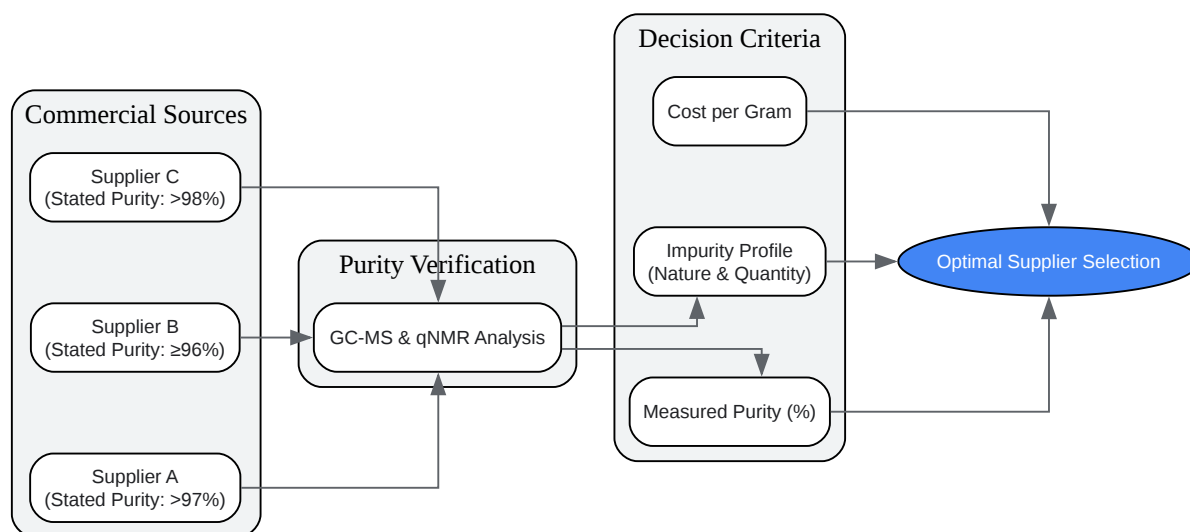 Commercial Sources
Supplier C
(Stated Purity: >98%)
Supplier B
(Stated Purity: ≥96%)
Supplier A
(Stated Purity: >97%)
Purity Verification
GC-MS & qNMR Analysis
Decision Criteria
Cost per Gram
Impurity Profile
(Nature & Quantity)
Measured Purity (%)
Optimal Supplier Selection